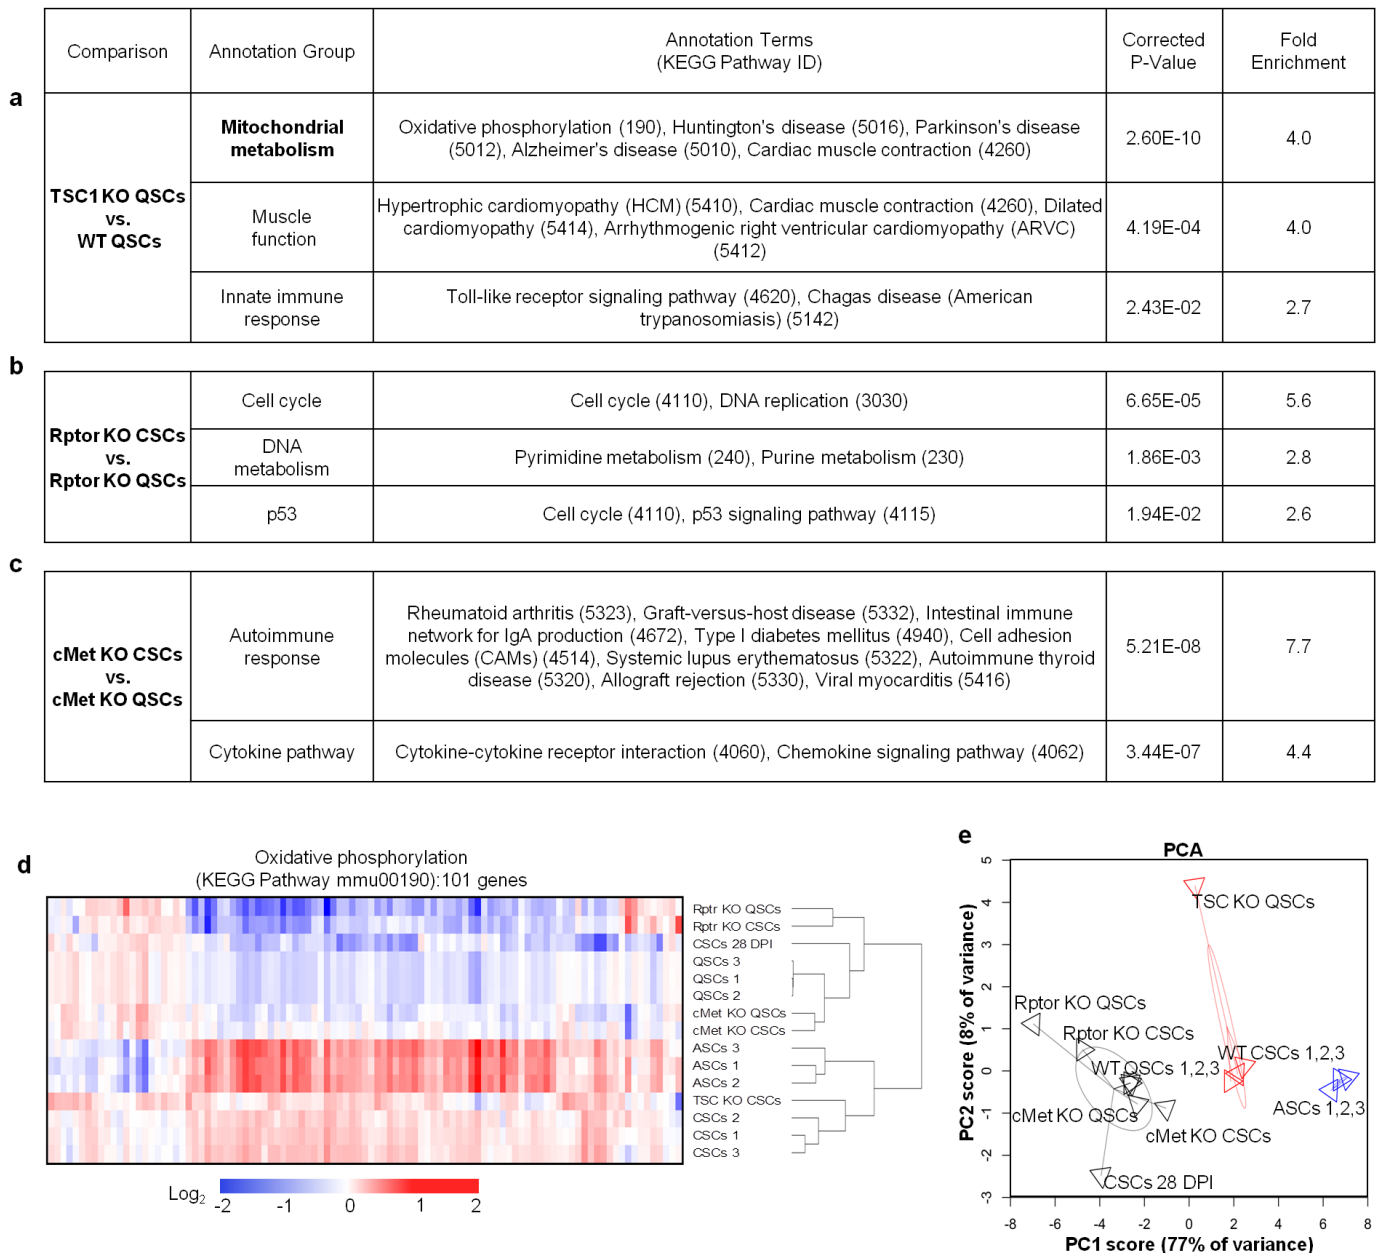 Comparison
Annotation Group
Annotation Terms
(KEGG Pathway ID)
Corrected
P-Value
Fold
Enrichment
a
TSC1 KO QSCs
vs.
WT QSCs
Mitochondrial
metabolism
Oxidative phosphorylation (190), Huntington's disease (5016), Parkinson's disease
(5012), Alzheimer's disease (5010), Cardiac muscle contraction (4260)
2.60E-10
4.0
Muscle
function
Hypertrophic cardiomyopathy (HCM) (5410), Cardiac muscle contraction (4260), Dilated
cardiomyopathy (5414), Arrhythmogenic right ventricular cardiomyopathy (ARVC)
(5412)
4.19E-04
4.0
Innate immune
response
Toll-like receptor signaling pathway (4620), Chagas disease (American
trypanosomiasis) (5142)
2.43E-02
2.7
b
Rptor KO CSCs
vs.
Rptor KO QSCs
Cell cycle
Cell cycle (4110), DNA replication (3030)
6.65E-05
5.6
DNA
metabolism
Pyrimidine metabolism (240), Purine metabolism (230)
1.86E-03
2.8
p53
Cell cycle (4110), p53 signaling pathway (4115)
1.94E-02
2.6
c
cMet KO CSCs
vs.
cMet KO QSCs
Autoimmune
response
Rheumatoid arthritis (5323), Graft-versus-host disease (5332), Intestinal immune
network for IgA production (4672), Type I diabetes mellitus (4940), Cell adhesion
molecules (CAMs) (4514), Systemic lupus erythematosus (5322), Autoimmune thyroid
disease (5320), Allograft rejection (5330), Viral myocarditis (5416)
5.21E-08
7.7
Cytokine pathway
Cytokine-cytokine receptor interaction (4060), Chemokine signaling pathway (4062)
3.44E-07
4.4
d
Oxidative phosphorylation
(KEGG Pathway mmu00190):101 genes
Rptr KO QSCs
Rptr KO CSCs
CSCs 28 DPI
QSCs 3
QSCs 1
QSCs 2
cMet KO QSCs
cMet KO CSCs
ASCs 3
ASCs 1
ASCs 2
TSC KO CSCs
CSCs 2
CSCs 1
CSCs 3
Log2
-2 -1 0 1 2
e
PCA
PC2 score (8% of variance)
5
4
3
2
1
0
-1
-2
-3
TSC KO QSCs
Rptor KO QSCs
Rptor KO CSCs
WT CSCs 1,2,3
WT QSCs 1,2,3
ASCs 1,2,3
cMet KO QSCs
cMet KO CSCs
CSCs 28 DPI
-8 -6 -4 -2 0 2 4 6 8
PC1 score (77% of variance)